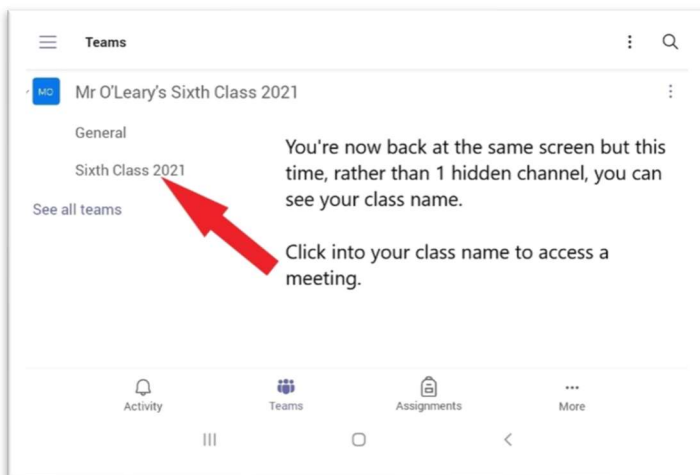 Teams
MO
Mr O'Leary's Sixth Class 2021
General
Sixth Class 2021
See all teams
You're now back at the same screen but this
time, rather than 1 hidden channel, you can
see your class name.
Click into your class name to access a
meeting.
Activity
Teams
Assignments
More